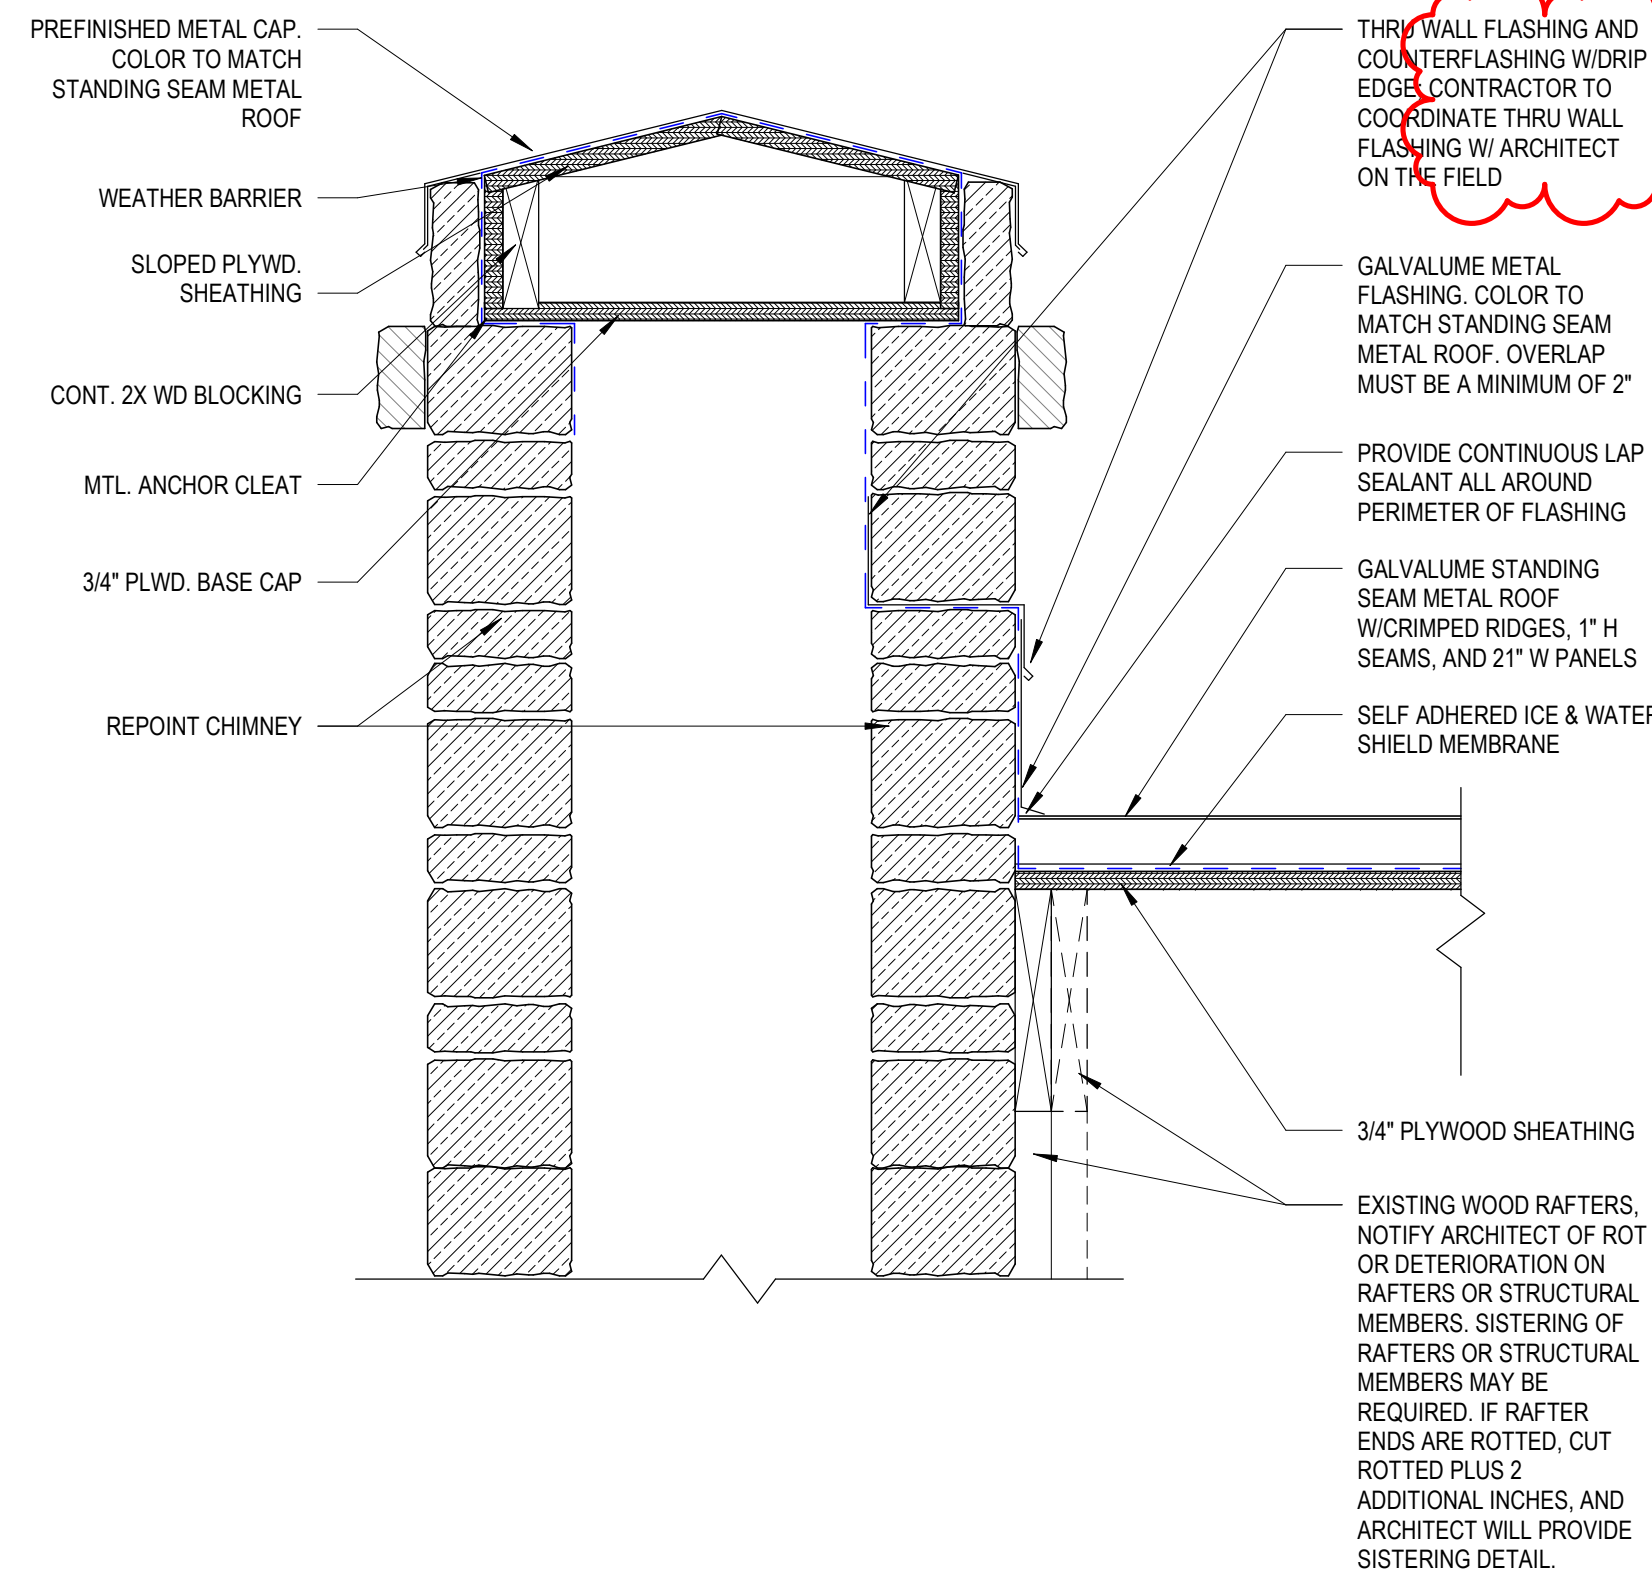 PREFINISHED METAL CAP.
COLOR TO MATCH
STANDING SEAM METAL
ROOF
WEATHER BARRIER
SLOPED PLYWD.
SHEATHING
CONT. 2X WD BLOCKING
MTL. ANCHOR CLEAT
3/4" PLWD. BASE CAP
REPOINT CHIMNEY
THRU WALL FLASHING AND
COUNTERFLASHING W/DRIP
EDGE; CONTRACTOR TO
COORDINATE THRU WALL
FLASHING W/ ARCHITECT
ON THE FIELD
GALVALUME METAL
FLASHING. COLOR TO
MATCH STANDING SEAM
METAL ROOF. OVERLAP
MUST BE A MINIMUM OF 2"
PROVIDE CONTINUOUS LAP
SEALANT ALL AROUND
PERIMETER OF FLASHING
GALVALUME STANDING
SEAM METAL ROOF
W/CRIMPED RIDGES, 1" H
SEAMS, AND 21" W PANELS
SELF ADHERED ICE & WATER
SHIELD MEMBRANE
3/4" PLYWOOD SHEATHING
EXISTING WOOD RAFTERS,
NOTIFY ARCHITECT OF ROT
OR DETERIORATION ON
RAFTERS OR STRUCTURAL
MEMBERS. SISTERING OF
RAFTERS OR STRUCTURAL
MEMBERS MAY BE
REQUIRED. IF RAFTER
ENDS ARE ROTTED, CUT
ROTTED PLUS 2
ADDITIONAL INCHES, AND
ARCHITECT WILL PROVIDE
SISTERING DETAIL.